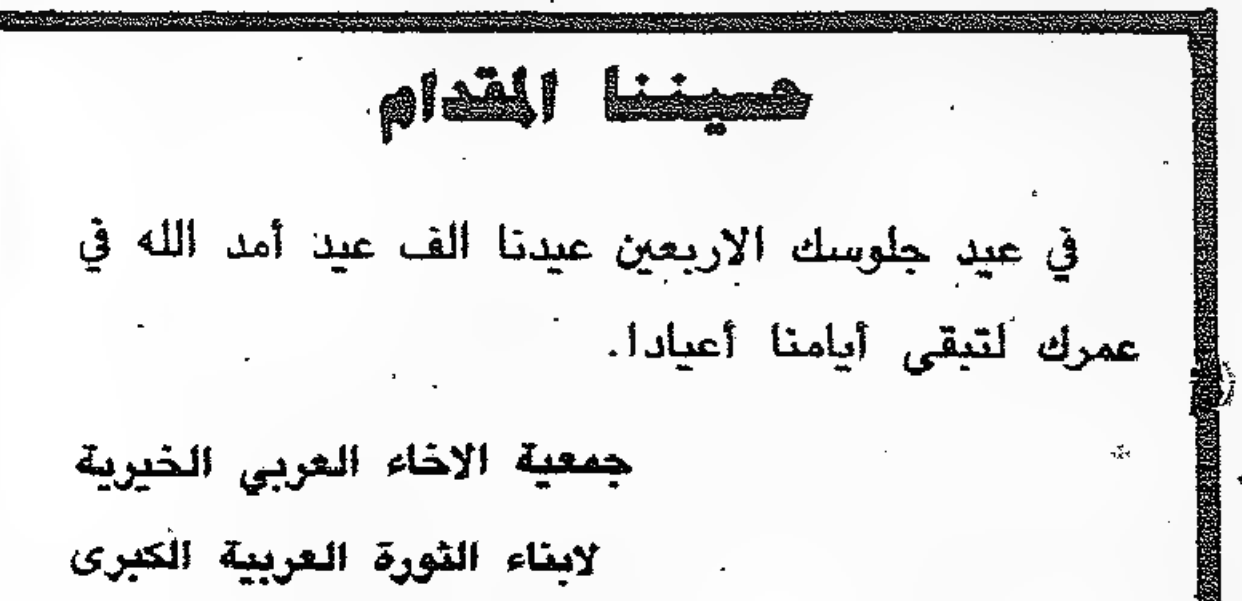 حسيننا المقدام
في عيد جلوسك الاربعين عيدنا الف عيد أمد الله في
عمرك لتبقى أيامنا أعيادا.
جمعية الاخاء العربي الخيرية
لابناء الثورة العربية الكبرى